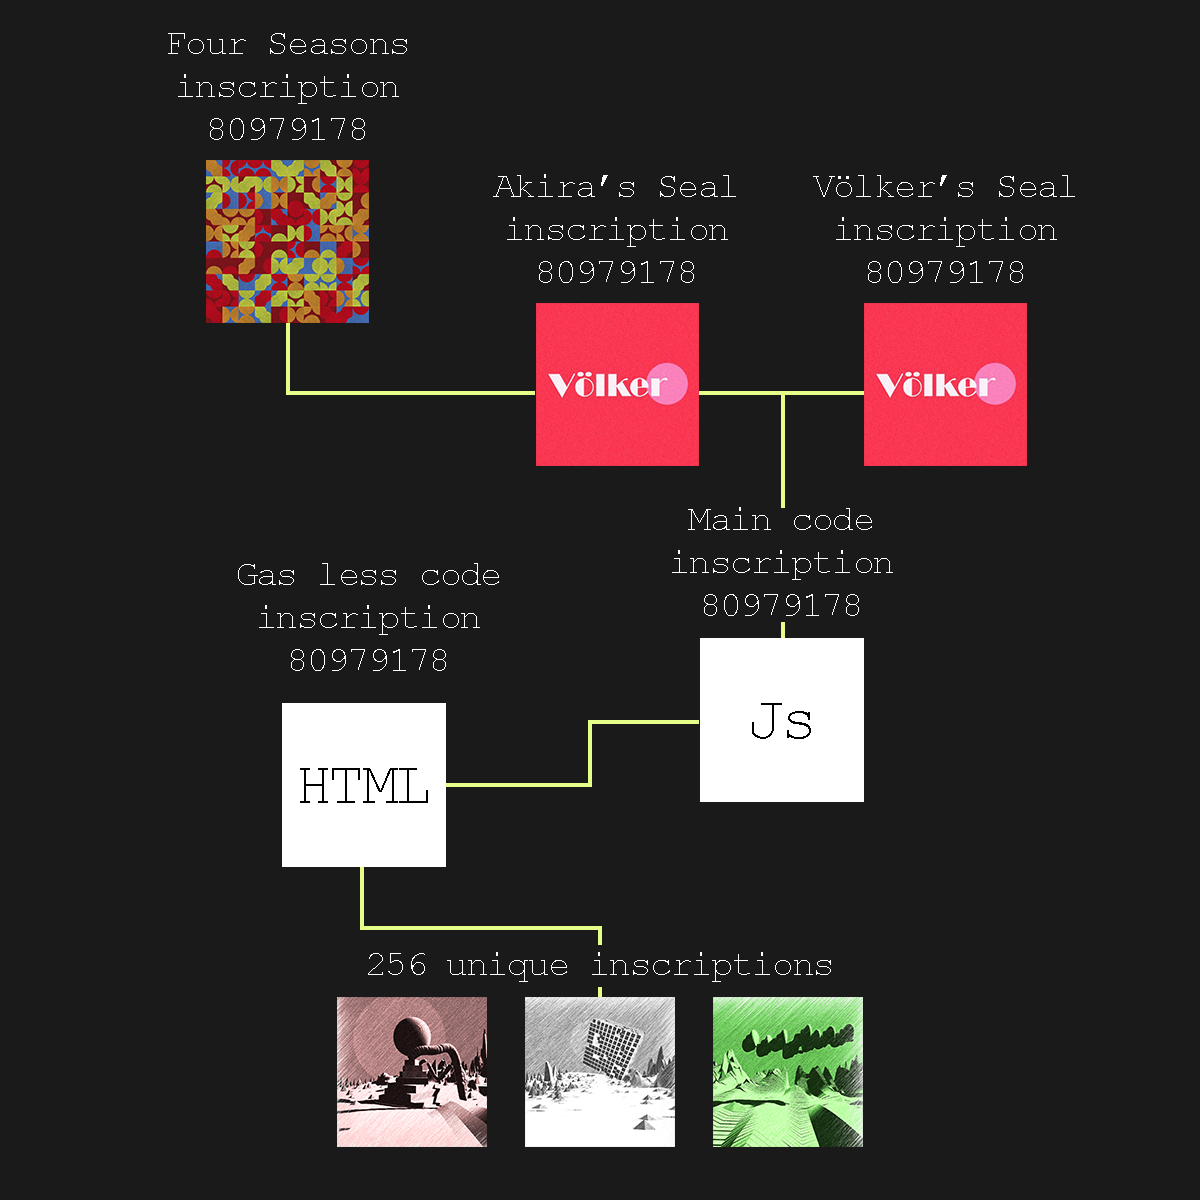 Four Seasons
inscription
80979178
Akira’s Seal
inscription
80979178
Völker’s Seal
inscription
80979178
Völker
Völker
Main code
inscription
80979178
Gas less code
inscription
80979178
Js
HTML
256 unique inscriptions